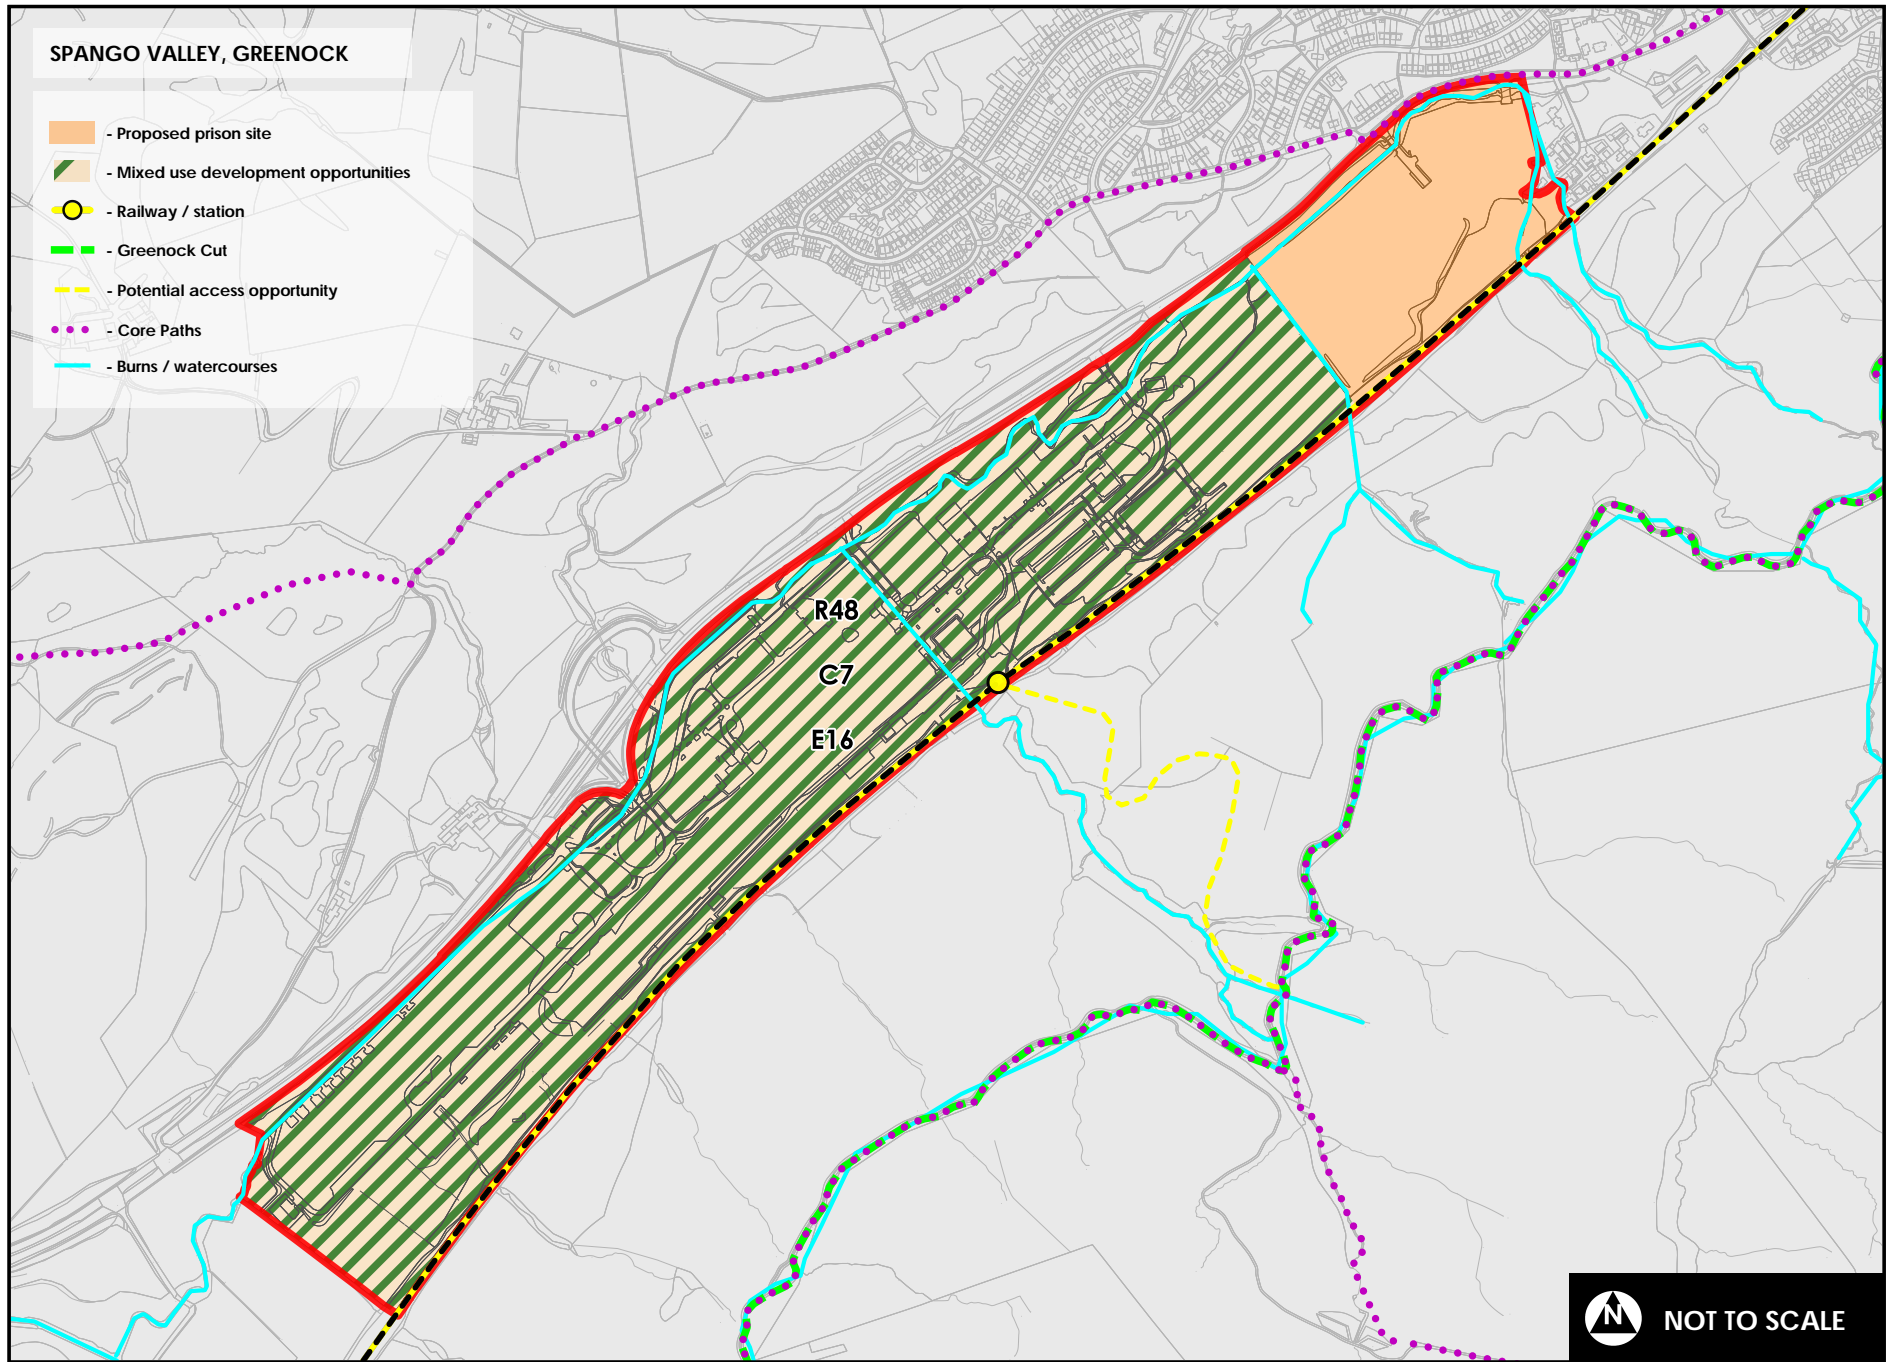 SPANGO VALLEY, GREENOCK
- Proposed prison site
- Mixed use development opportunities
- Railway / station
- Greenock Cut
- Potential access opportunity
- Core Paths
- Burns / watercourses
R48
C7
E16
N
NOT TO SCALE